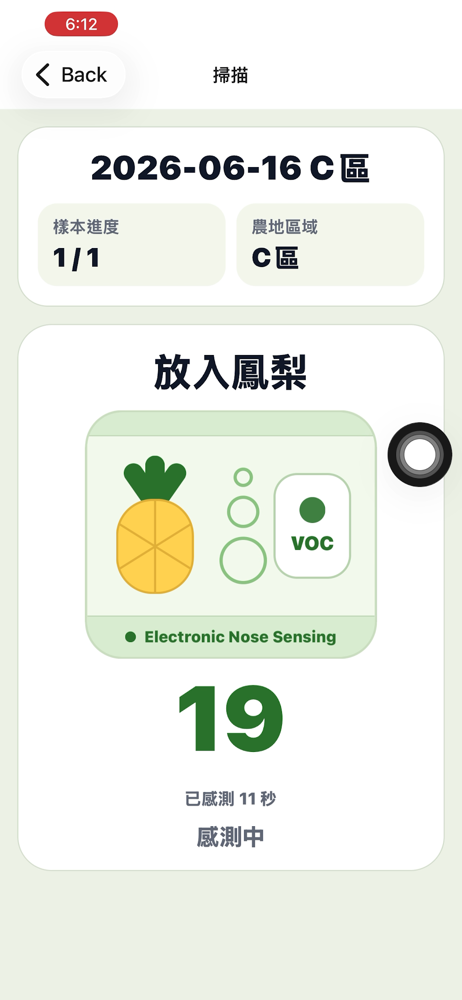 6:12
Back
掃描
2026-06-16 C區
樣本進度
1 / 1
農地區域
C區
放入鳳梨
VOC
Electronic Nose Sensing
19
已感測 11 秒
感測中